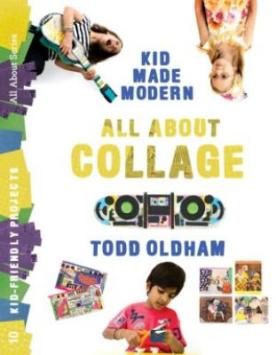 KID
MADE
MODERN
ALL ABOUT
COLLAGE
TODD OLDHAM
All About Series
10 KID-FRIENDLY PROJECTS